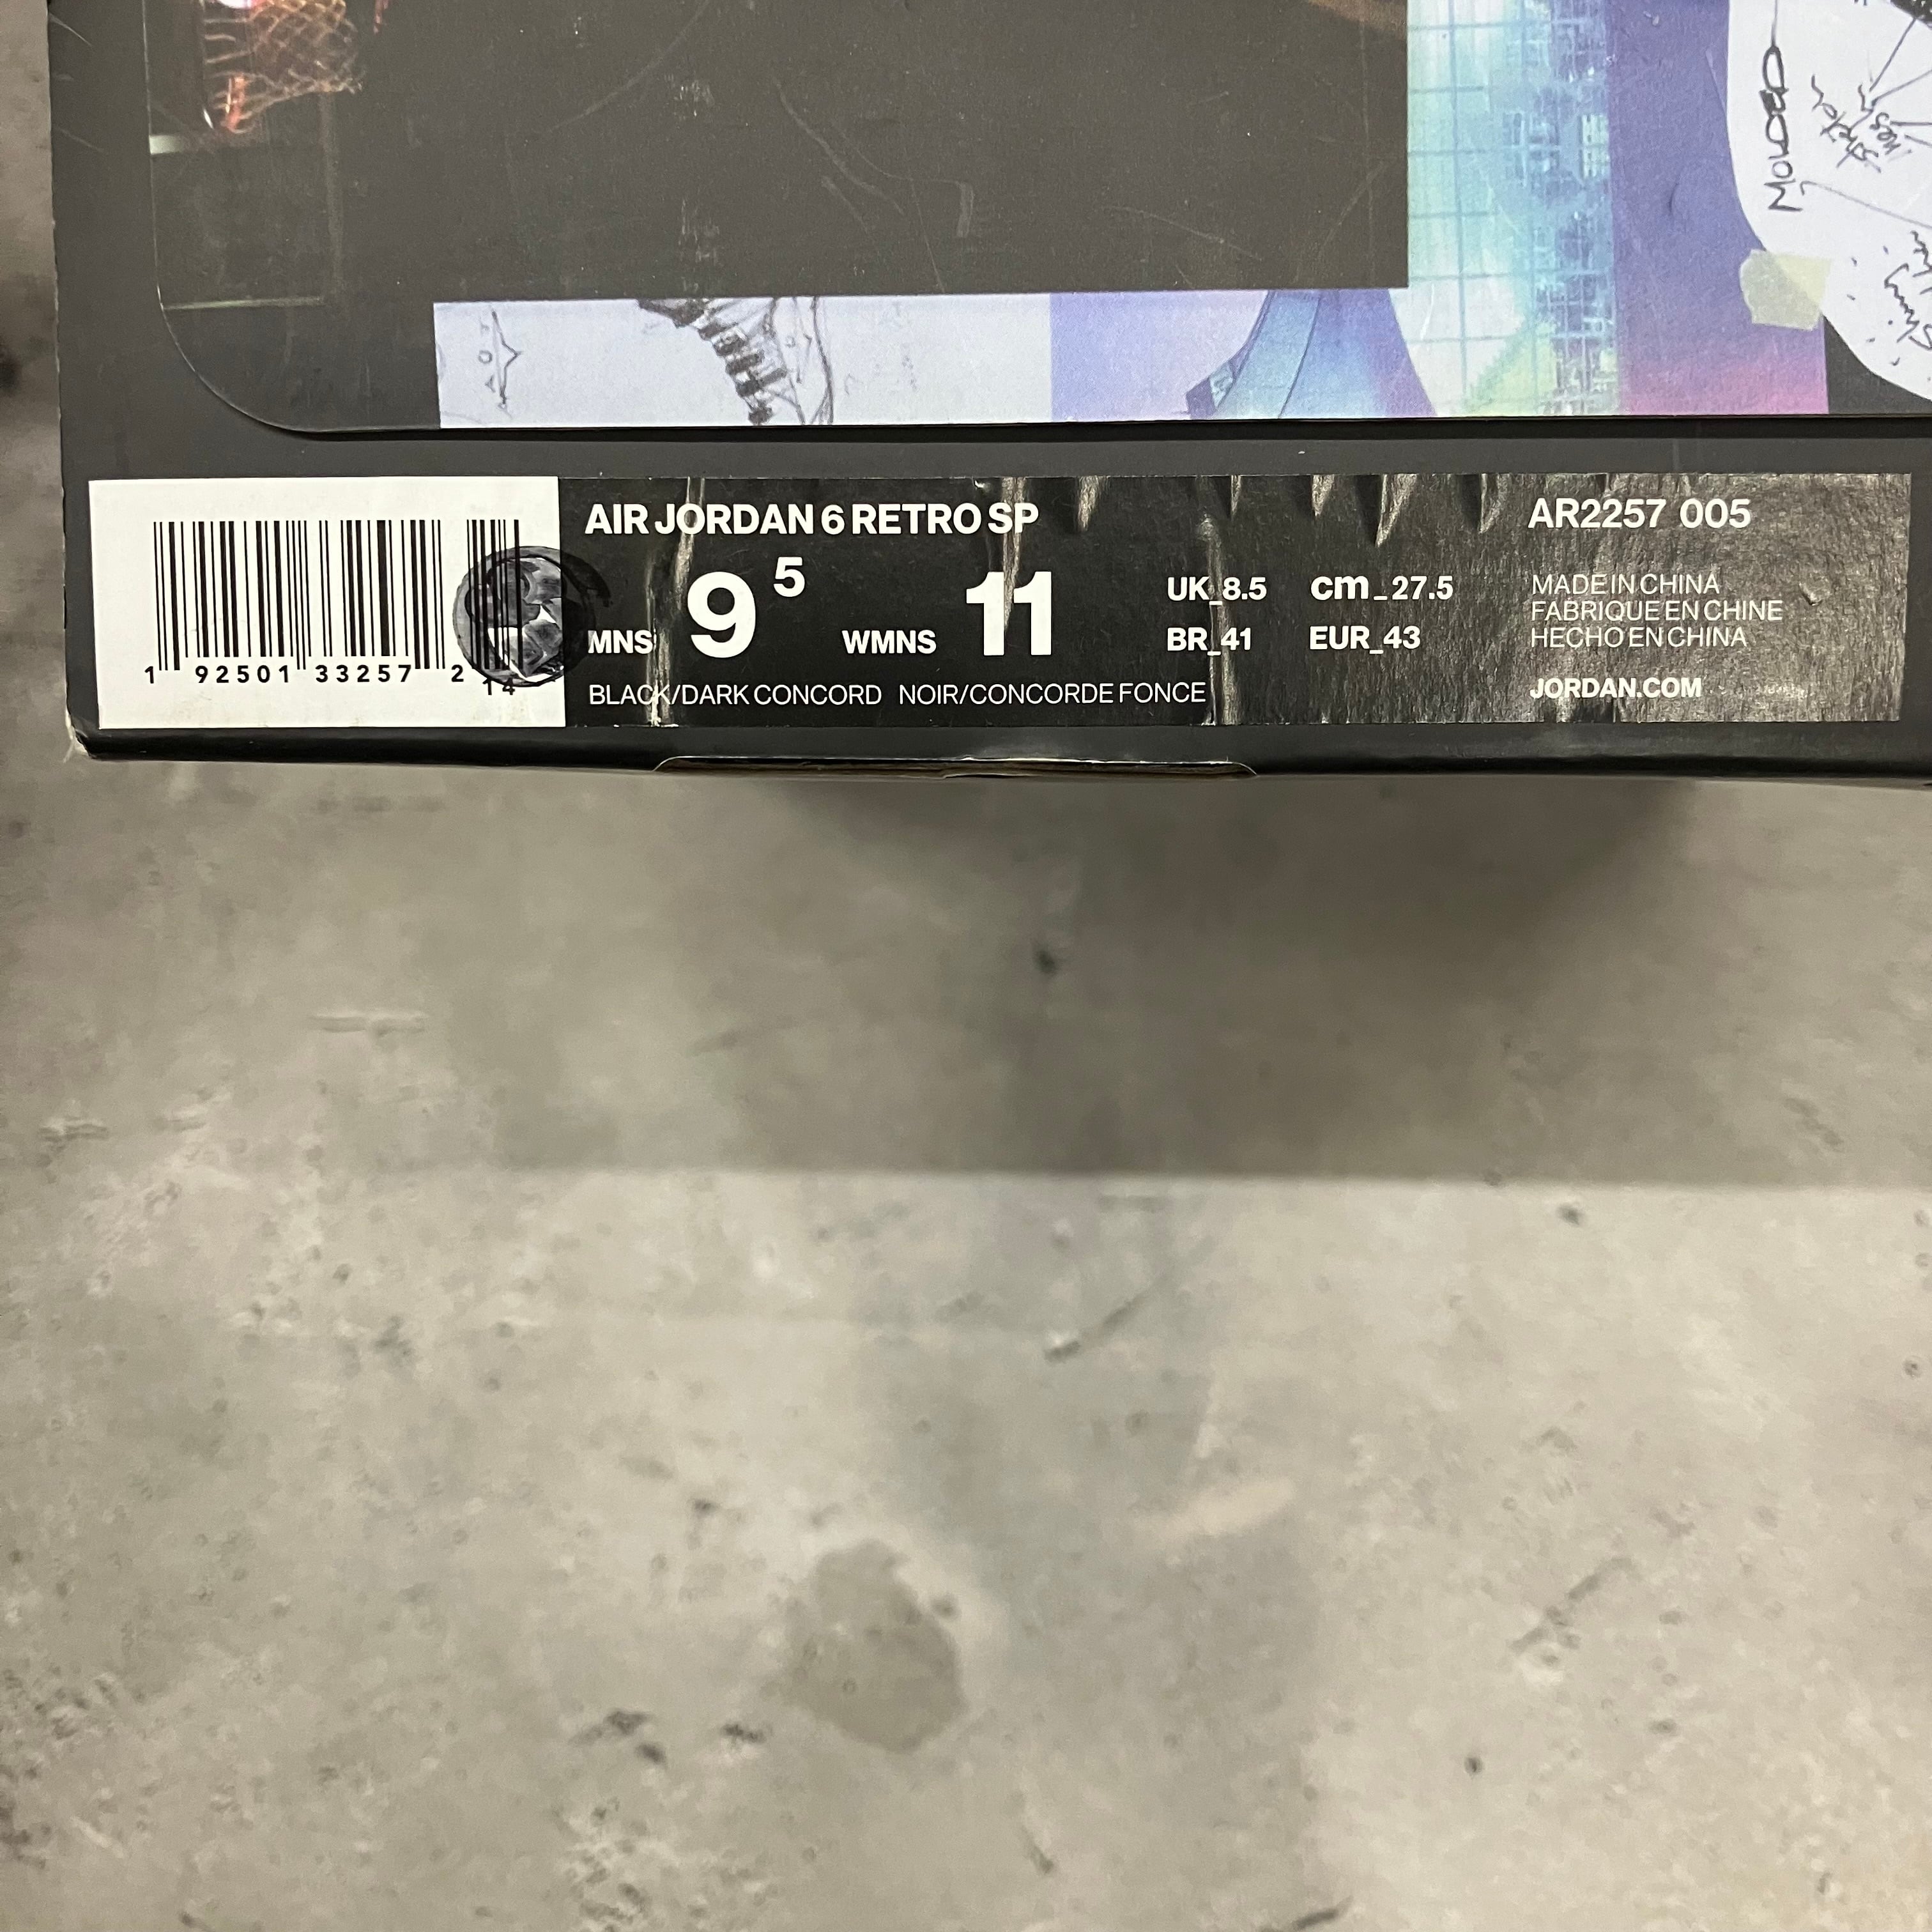 MOLDED
AIR JORDAN 6 RETRO SP
AR2257 005
MNS 9 5
WMNS 11
UK_8.5 cm_27.5
BR_41 EUR_43
MADE IN CHINA
FABRIQUE EN CHINE
HECHO EN CHINA
BLACK/DARK CONCORD NOIR/CONCORDE FONCE
JORDAN.COM
1 92501 33257 2 14